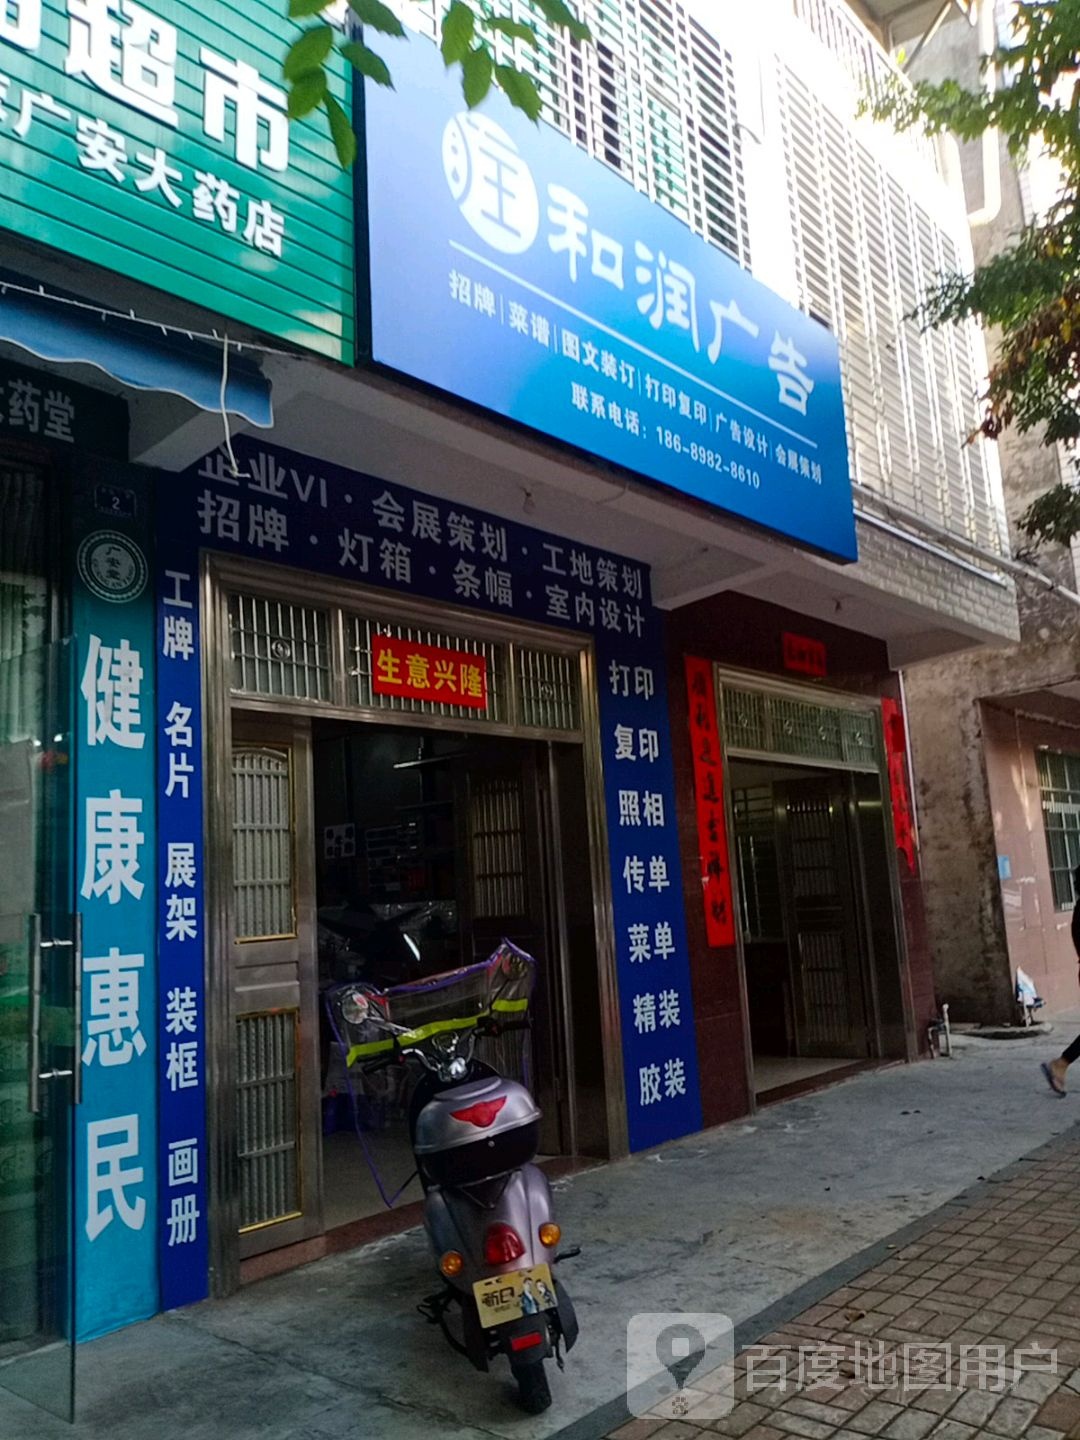 超市
广安大药店
和润广告
招牌|菜谱|图文装订|打印复印|广告设计|会展策划
联系电话：186-8982-8610
药堂
企业VI·会展策划·工地策划
招牌·灯箱·条幅·室内设计
2
广安堂
健康惠民
工牌 名片 展架 装框 画册
生意兴隆
打印
复印
照相
传单
菜单
精装
胶装
新日
百度地图用户